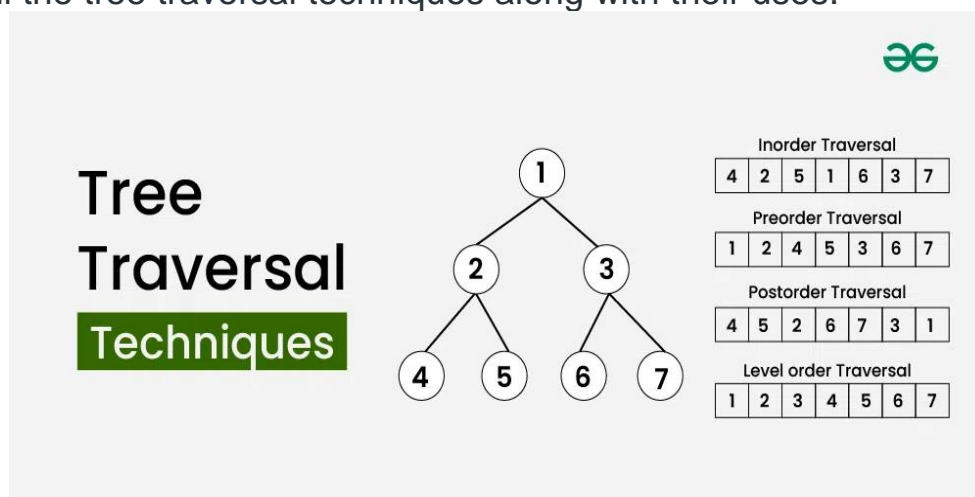 the tree traversal techniques along with their uses.
Tree
Traversal
Techniques
1
2 3
4 5 6 7
Inorder Traversal
4 2 5 1 6 3 7
Preorder Traversal
1 2 4 5 3 6 7
Postorder Traversal
4 5 2 6 7 3 1
Level order Traversal
1 2 3 4 5 6 7